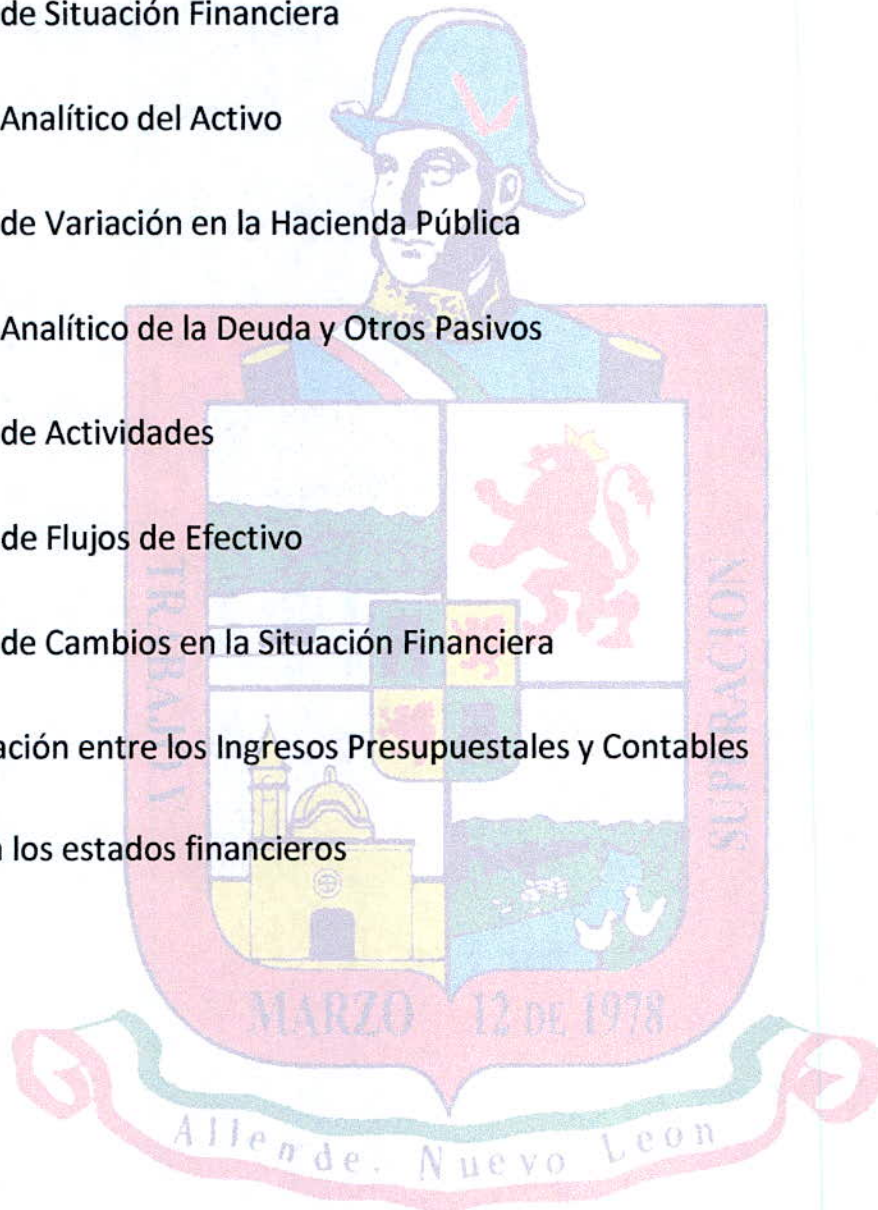 de Situación Financiera
Analítico del Activo
de Variación en la Hacienda Pública
Analítico de la Deuda y Otros Pasivos
de Actividades
de Flujos de Efectivo
de Cambios en la Situación Financiera
ación entre los Ingresos Presupuestales y Contables
los estados financieros
TRABAJO Y
SUPERACION
MARZO 12 DE 1978
Allende, Nuevo Leon